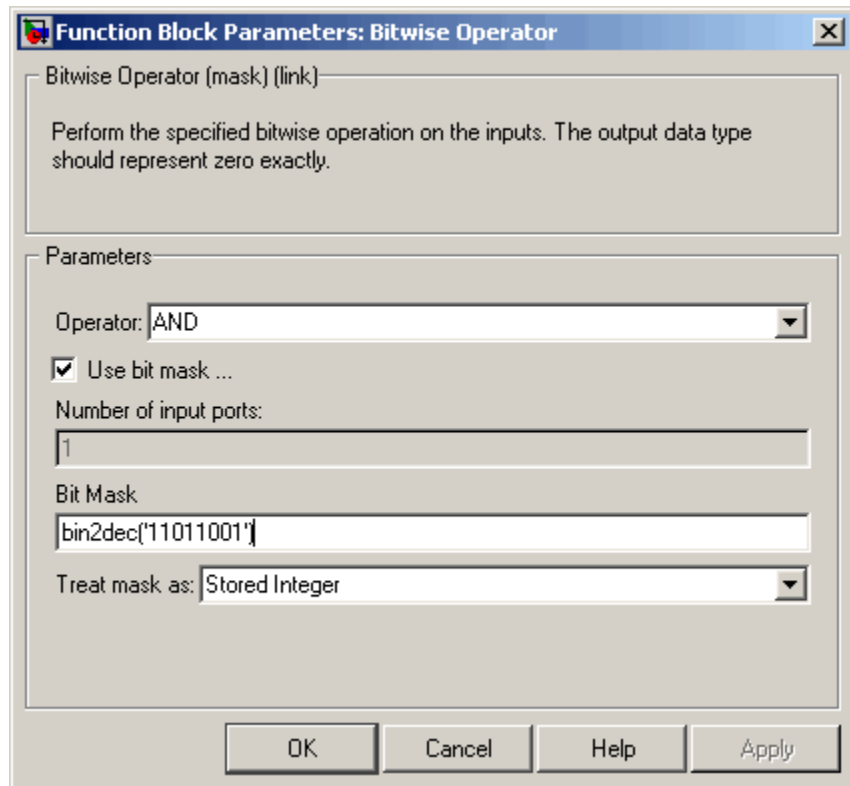 Function Block Parameters: Bitwise Operator
Bitwise Operator (mask) (link)
Perform the specified bitwise operation on the inputs. The output data type
should represent zero exactly.
Parameters
Operator: AND
Use bit mask ...
Number of input ports:
1
Bit Mask
bin2dec('11011001')
Treat mask as: Stored Integer
OK Cancel Help Apply